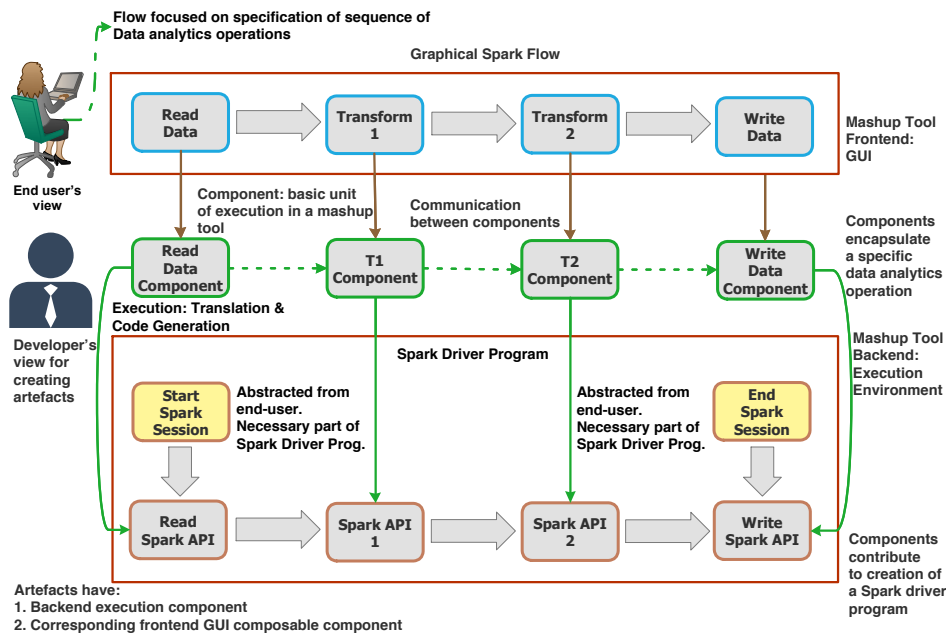 Flow focused on specification of sequence of
Data analytics operations
Graphical Spark Flow
Read
Data
Transform
1
Transform
2
Write
Data
Mashup Tool
Frontend:
GUI
End user's
view
Component: basic unit
of execution in a mashup
tool
Communication
between components
Read
Data
Component
T1
Component
T2
Component
Write
Data
Component
Components
encapsulate
a specific
data analytics
operation
Execution: Translation &
Code Generation
Developer's
view for
creating
artefacts
Spark Driver Program
Mashup Tool
Backend:
Execution
Environment
Start
Spark
Session
Abstracted from
end-user.
Necessary part of
Spark Driver Prog.
Abstracted from
end-user.
Necessary part of
Spark Driver Prog.
End
Spark
Session
Read
Spark API
Spark API
1
Spark API
2
Write
Spark API
Components
contribute
to creation of
a Spark driver
program
Artefacts have:
1. Backend execution component
2. Corresponding frontend GUI composable component